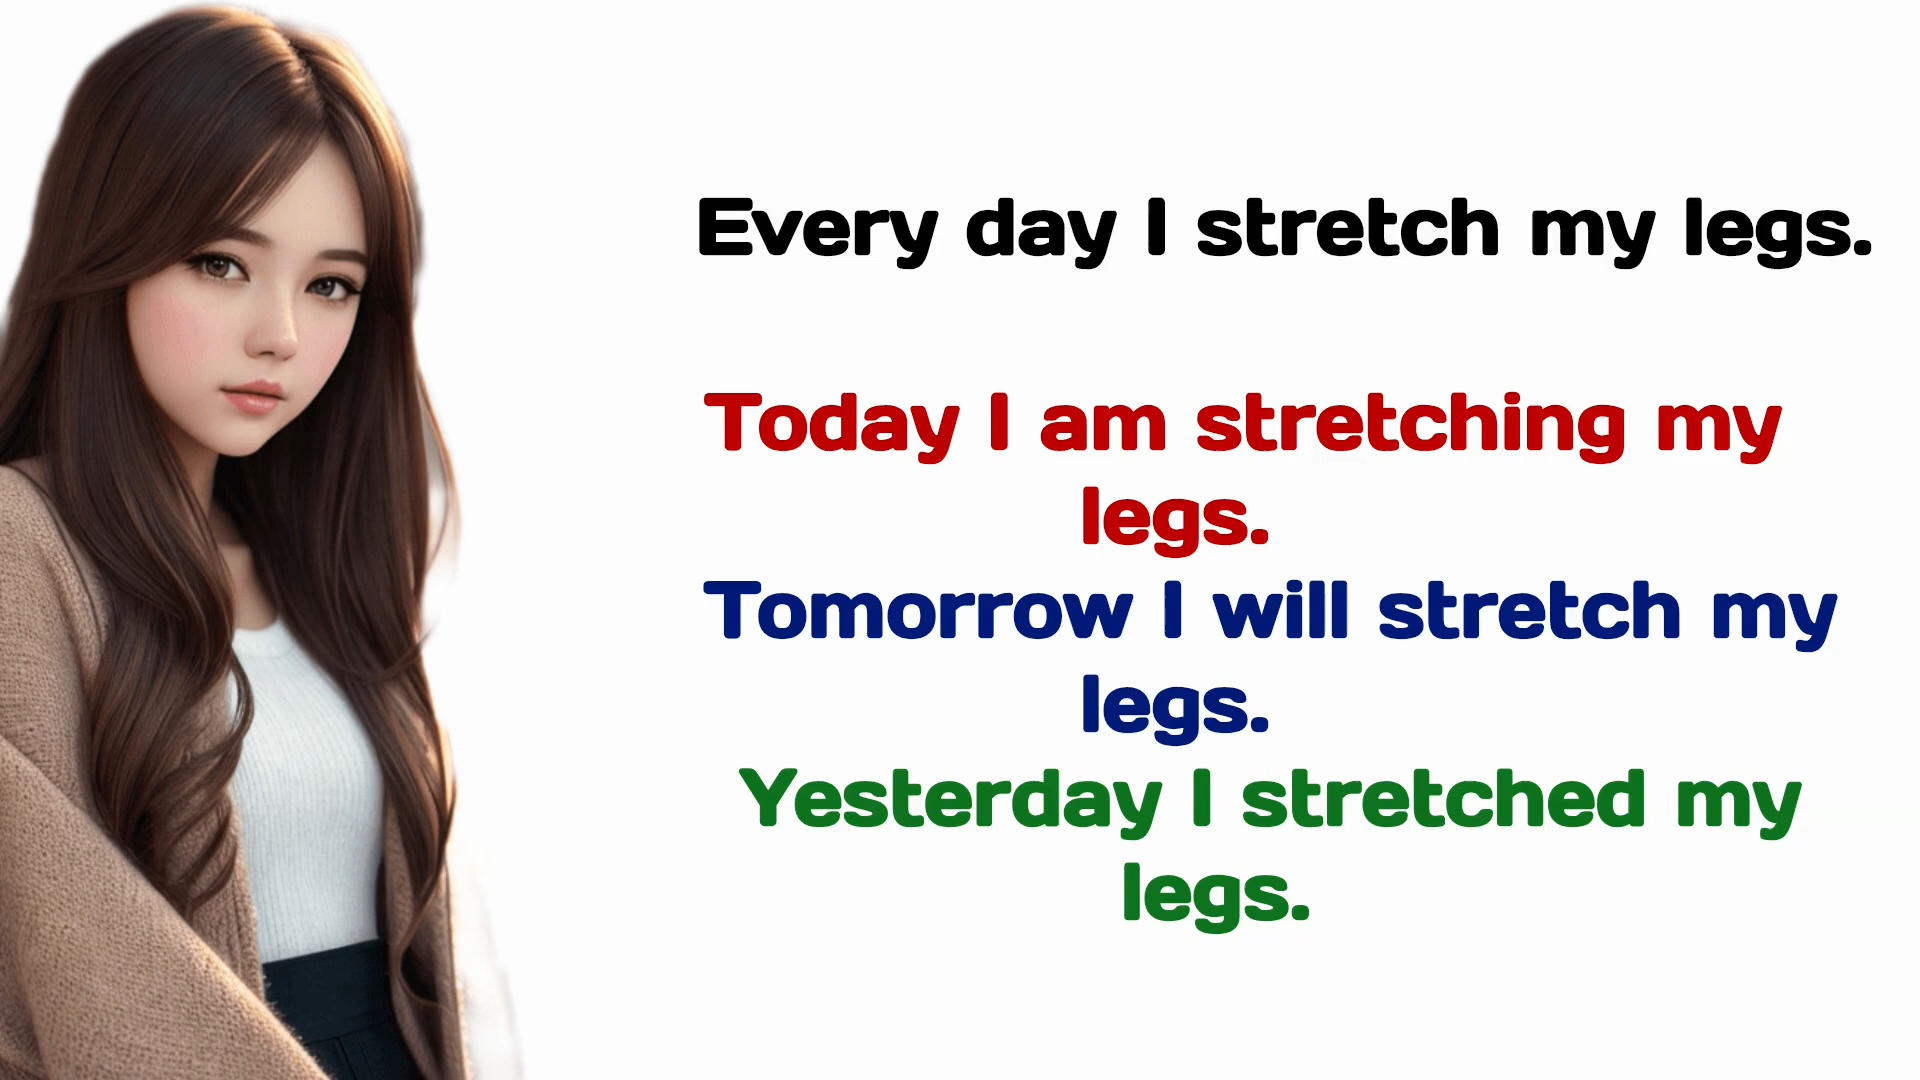 Every day I stretch my legs.
Today I am stretching my
legs.
Tomorrow I will stretch my
legs.
Yesterday I stretched my
legs.